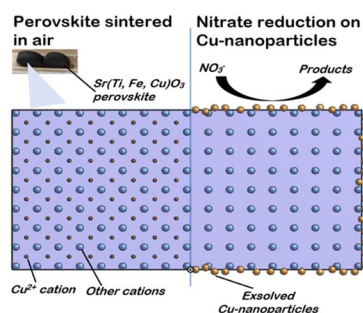 Perovskite sintered
in air
Sr(Ti, Fe, Cu)O₃
perovskite
Nitrate reduction on
Cu-nanoparticles
NO₃⁻
Products
Cu²⁺ cation
Other cations
Exsolved
Cu-nanoparticles